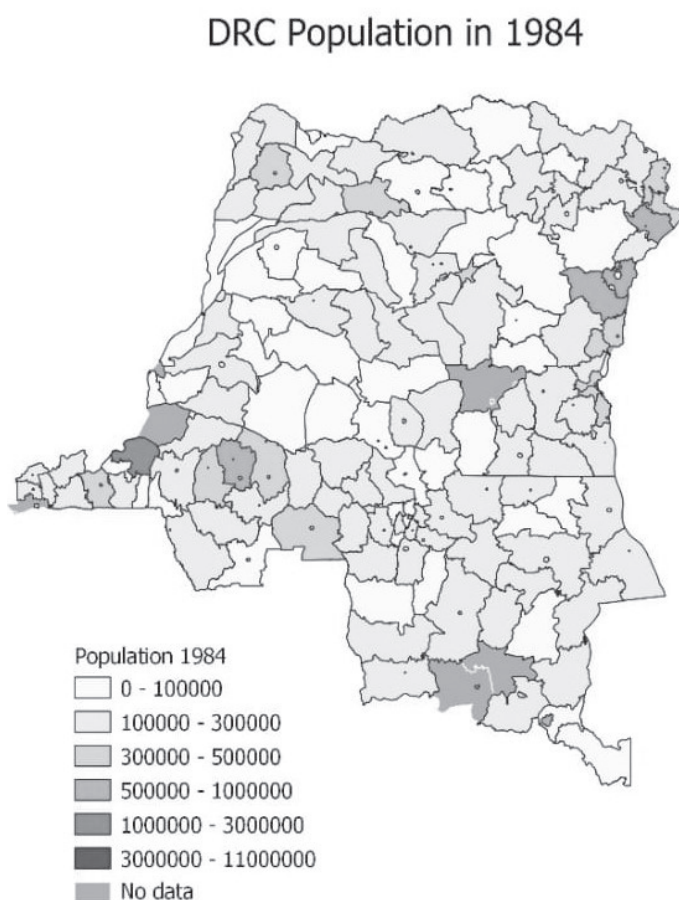 DRC Population in 1984
Population 1984
0 - 100000
100000 - 300000
300000 - 500000
500000 - 1000000
1000000 - 3000000
3000000 - 11000000
No data